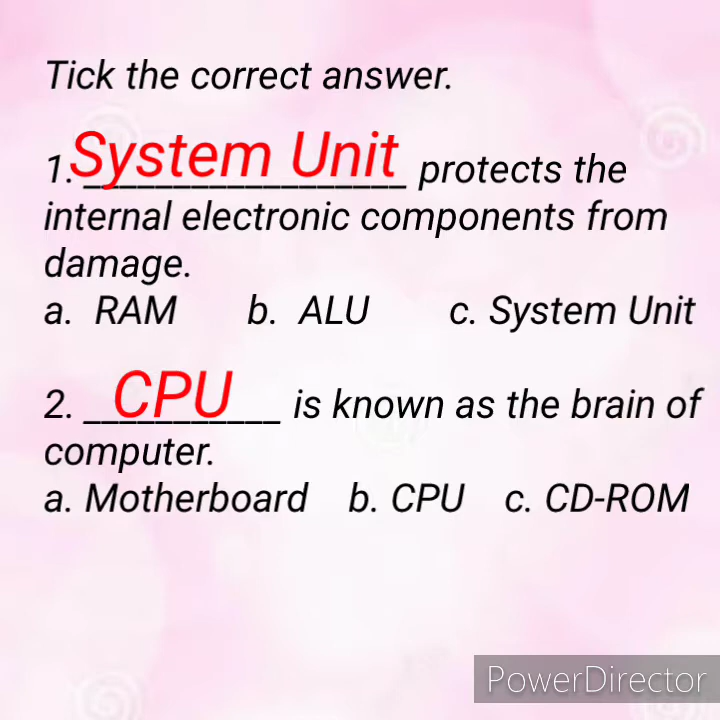 Tick the correct answer.
1. System Unit protects the
internal electronic components from
damage.
a. RAM b. ALU c. System Unit
2. CPU is known as the brain of
computer.
a. Motherboard b. CPU c. CD-ROM
PowerDirector